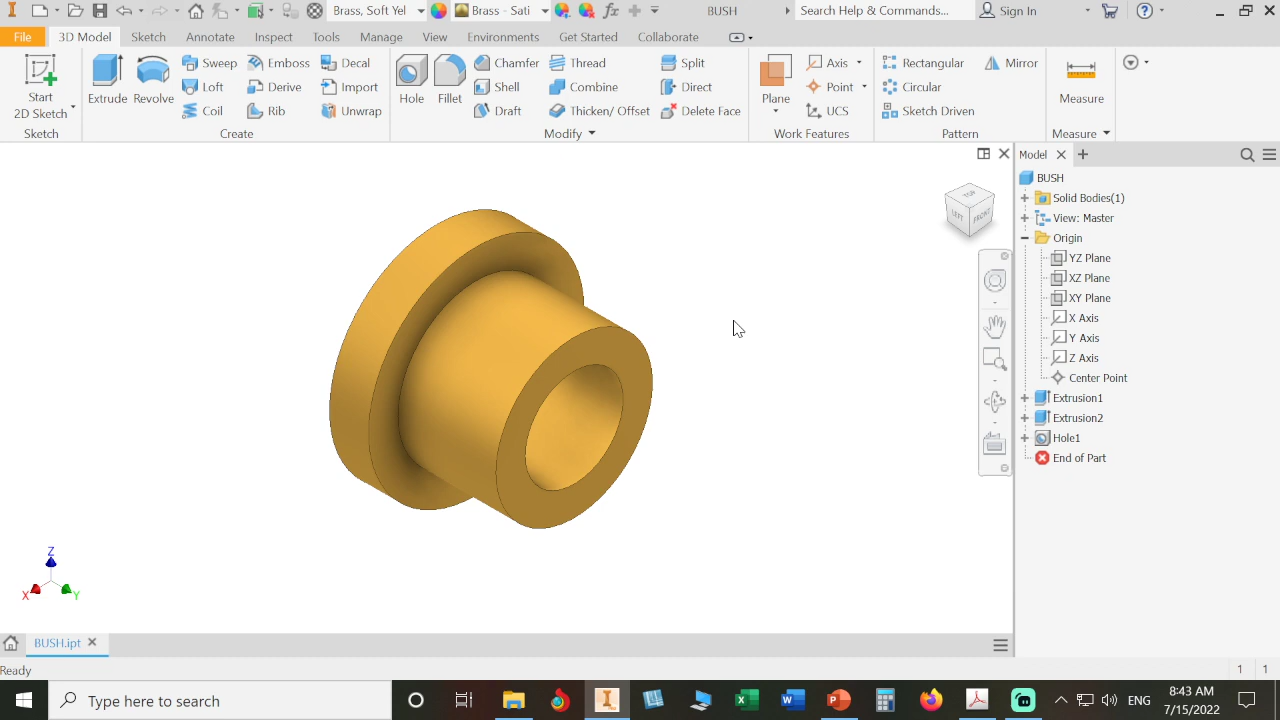 Brass, Soft Yel
Brass - Sati
fx
BUSH
Search Help & Commands...
Sign In
File
3D Model
Sketch
Annotate
Inspect
Tools
Manage
View
Environments
Get Started
Collaborate
Start
2D Sketch
Sketch
Extrude
Revolve
Sweep
Loft
Coil
Emboss
Derive
Rib
Decal
Import
Unwrap
Create
Hole
Fillet
Chamfer
Shell
Draft
Thread
Combine
Thicken/ Offset
Split
Direct
Delete Face
Modify
Plane
Axis
Point
UCS
Work Features
Rectangular
Circular
Sketch Driven
Mirror
Pattern
Measure
Measure
Model
BUSH
Solid Bodies(1)
View: Master
Origin
YZ Plane
XZ Plane
XY Plane
X Axis
Y Axis
Z Axis
Center Point
Extrusion1
Extrusion2
Hole1
End of Part
TOP
LEFT
FRONT
Z
X
Y
BUSH.ipt
Ready
1
1
Type here to search
ENG
8:43 AM
7/15/2022